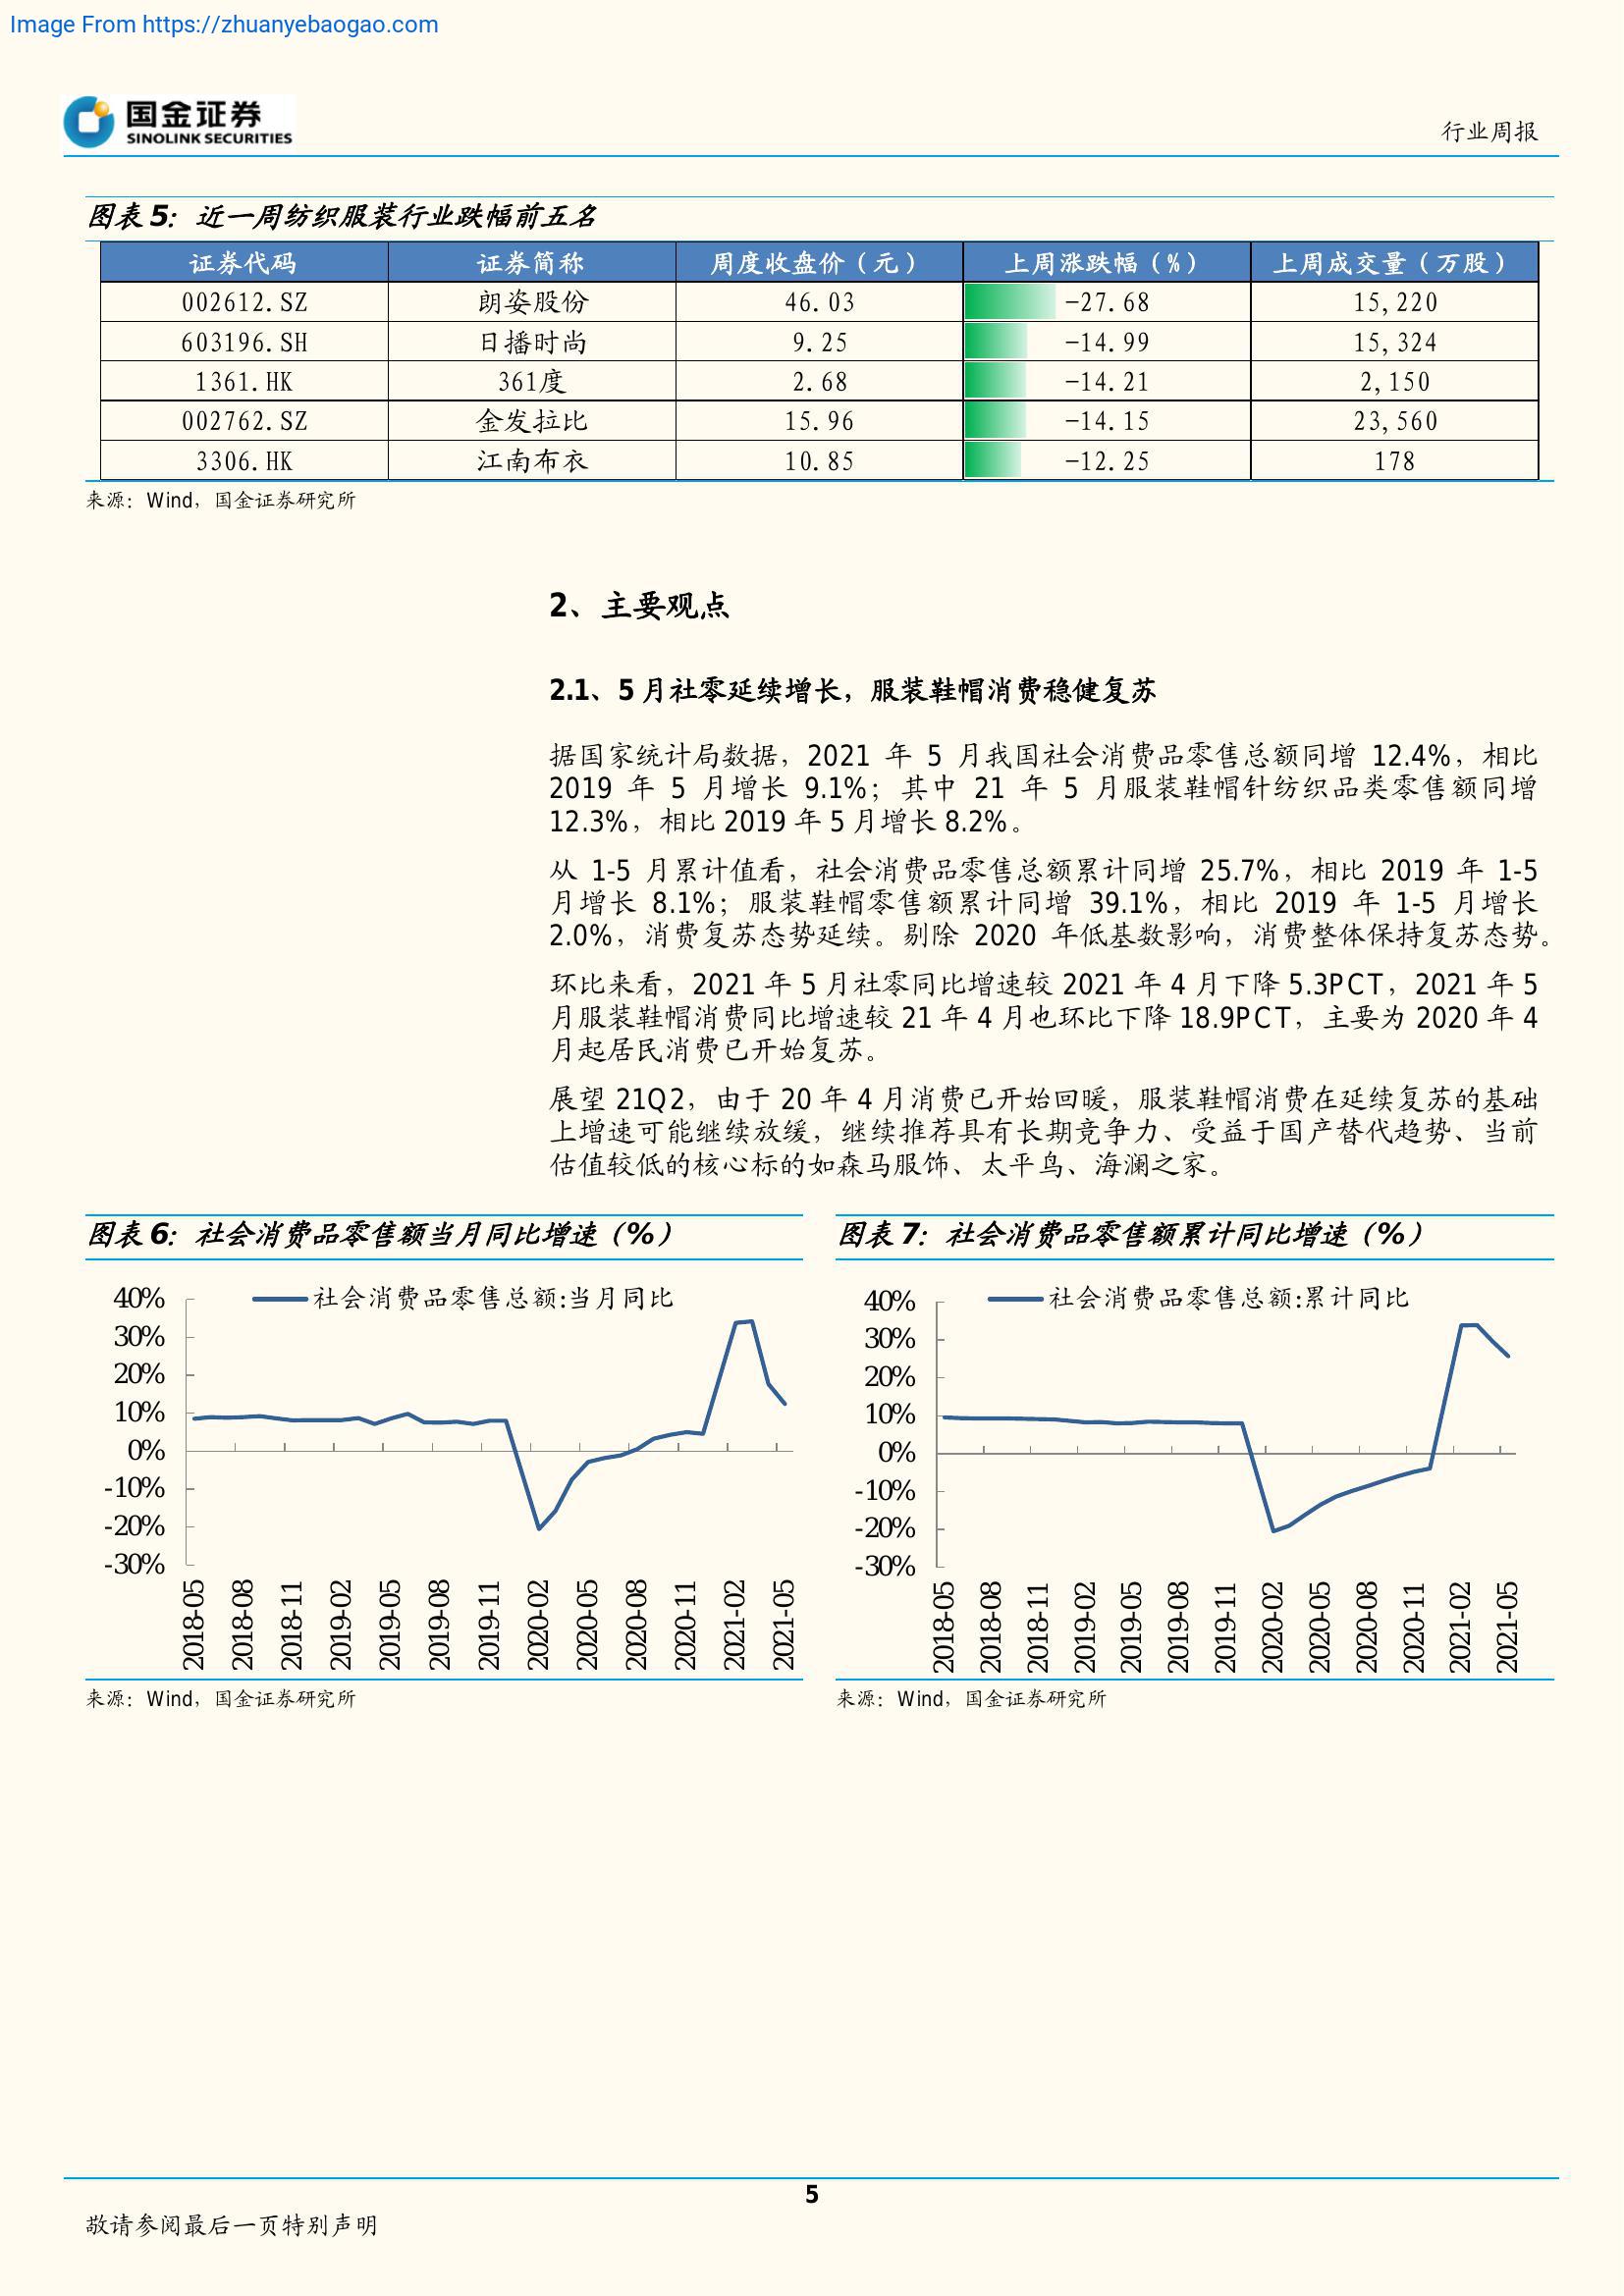 Image From https://zhuanyebaogao.com
国金证券
SINOLINK SECURITIES
行业周报
图表5：近一周纺织服装行业跌幅前五名
证券代码 证券简称 周度收盘价（元） 上周涨跌幅（%） 上周成交量（万股）
002612.SZ 朗姿股份 46.03 -27.68 15,220
603196.SH 日播时尚 9.25 -14.99 15,324
1361.HK 361度 2.68 -14.21 2,150
002762.SZ 金发拉比 15.96 -14.15 23,560
3306.HK 江南布衣 10.85 -12.25 178
来源：Wind，国金证券研究所
2、主要观点
2.1、5月社零延续增长，服装鞋帽消费稳健复苏
据国家统计局数据，2021 年 5 月我国社会消费品零售总额同增 12.4%，相比
2019 年 5 月增长 9.1%；其中 21 年 5 月服装鞋帽针纺织品类零售额同增
12.3%，相比 2019 年 5 月增长 8.2%。
从 1-5 月累计值看，社会消费品零售总额累计同增 25.7%，相比 2019 年 1-5
月增长 8.1%；服装鞋帽零售额累计同增 39.1%，相比 2019 年 1-5 月增长
2.0%，消费复苏态势延续。剔除 2020 年低基数影响，消费整体保持复苏态势。
环比来看，2021 年 5 月社零同比增速较 2021 年 4 月下降 5.3PCT，2021 年 5
月服装鞋帽消费同比增速较 21 年 4 月也环比下降 18.9PCT，主要为 2020 年 4
月起居民消费已开始复苏。
展望 21Q2，由于 20 年 4 月消费已开始回暖，服装鞋帽消费在延续复苏的基础
上增速可能继续放缓，继续推荐具有长期竞争力、受益于国产替代趋势、当前
估值较低的核心标的如森马服饰、太平鸟、海澜之家。
图表6：社会消费品零售额当月同比增速（%）
社会消费品零售总额:当月同比
40%
30%
20%
10%
0%
-10%
-20%
-30%
2018-05 2018-08 2018-11 2019-02 2019-05 2019-08 2019-11 2020-02 2020-05 2020-08 2020-11 2021-02 2021-05
来源：Wind，国金证券研究所
图表7：社会消费品零售额累计同比增速（%）
社会消费品零售总额:累计同比
40%
30%
20%
10%
0%
-10%
-20%
-30%
2018-05 2018-08 2018-11 2019-02 2019-05 2019-08 2019-11 2020-02 2020-05 2020-08 2020-11 2021-02 2021-05
来源：Wind，国金证券研究所
5
敬请参阅最后一页特别声明